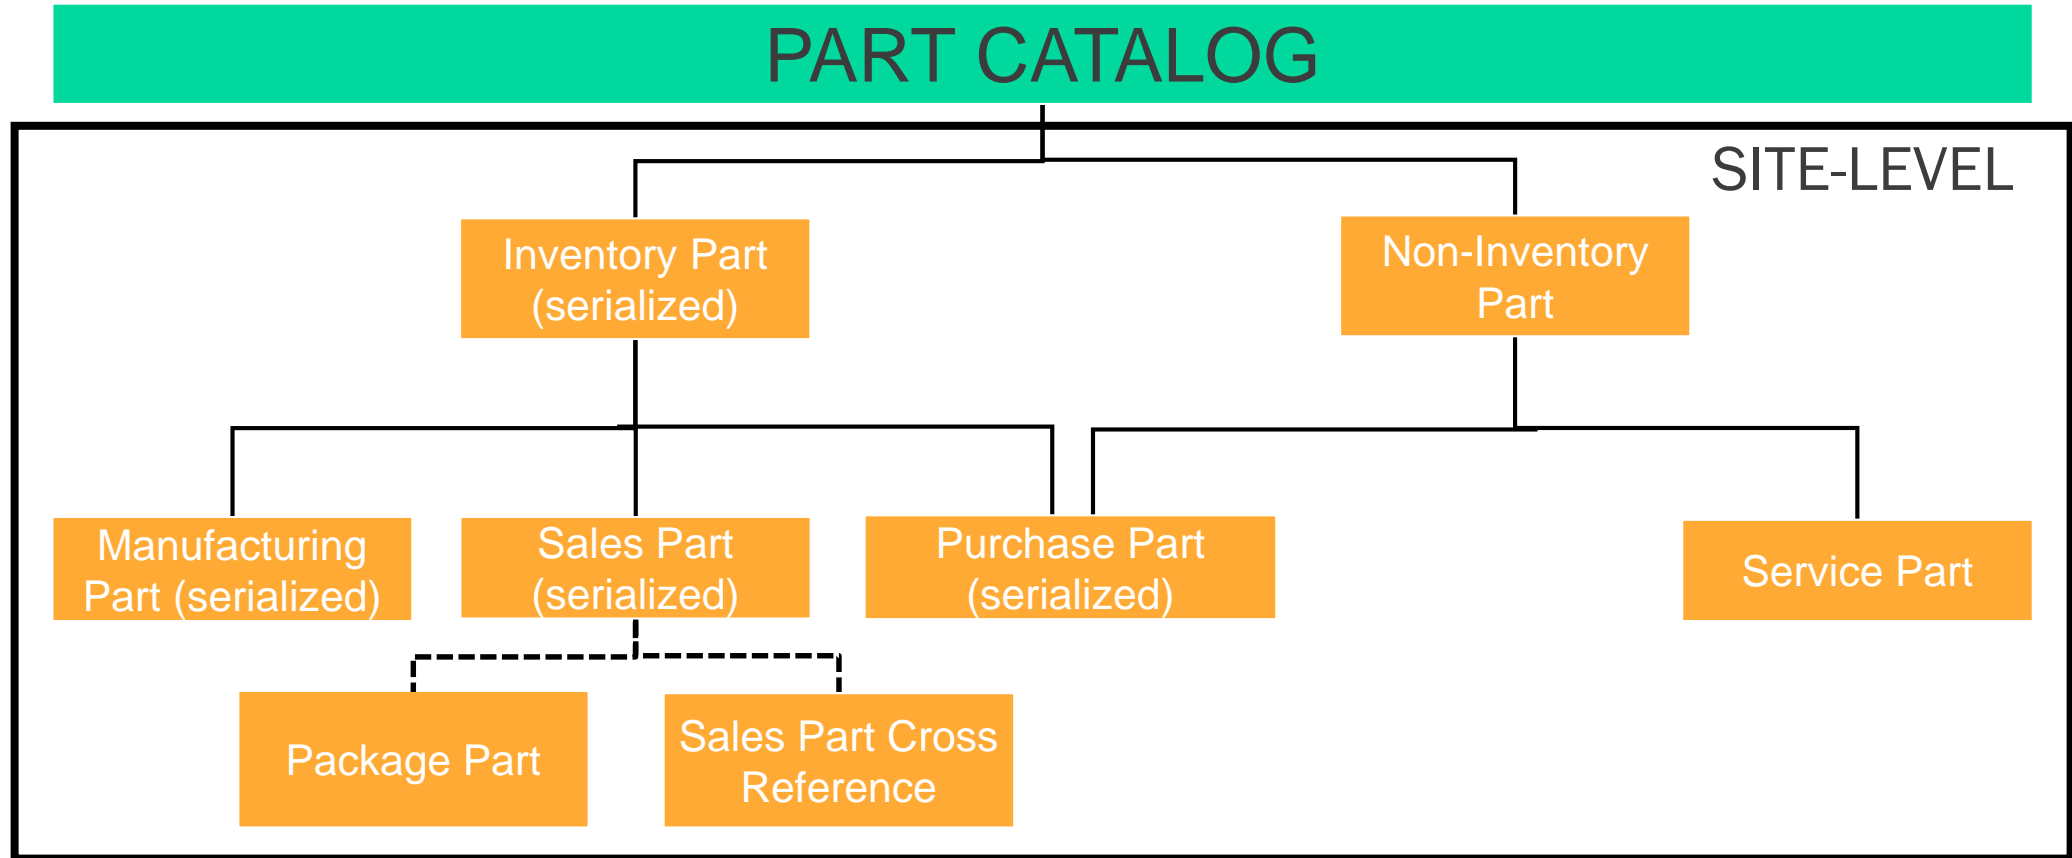 PART CATALOG
SITE-LEVEL
Inventory Part
(serialized)
Non-Inventory
Part
Manufacturing
Part (serialized)
Sales Part
(serialized)
Purchase Part
(serialized)
Service Part
Package Part
Sales Part Cross
Reference